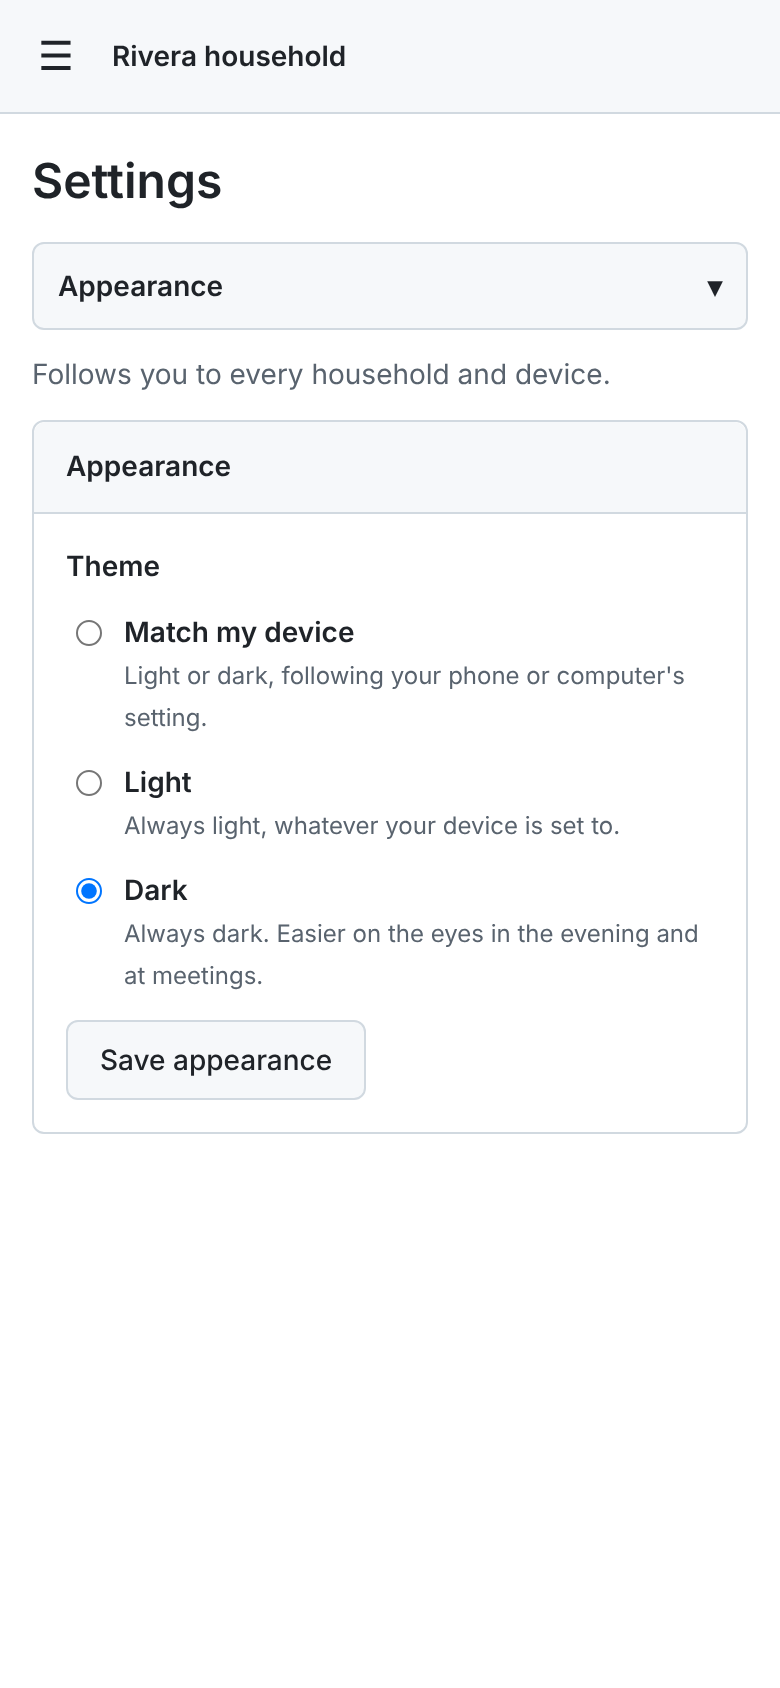 ☰ Rivera household
Settings
Appearance ▼
Follows you to every household and device.
Appearance
Theme
Match my device
Light or dark, following your phone or computer's
setting.
Light
Always light, whatever your device is set to.
Dark
Always dark. Easier on the eyes in the evening and
at meetings.
Save appearance